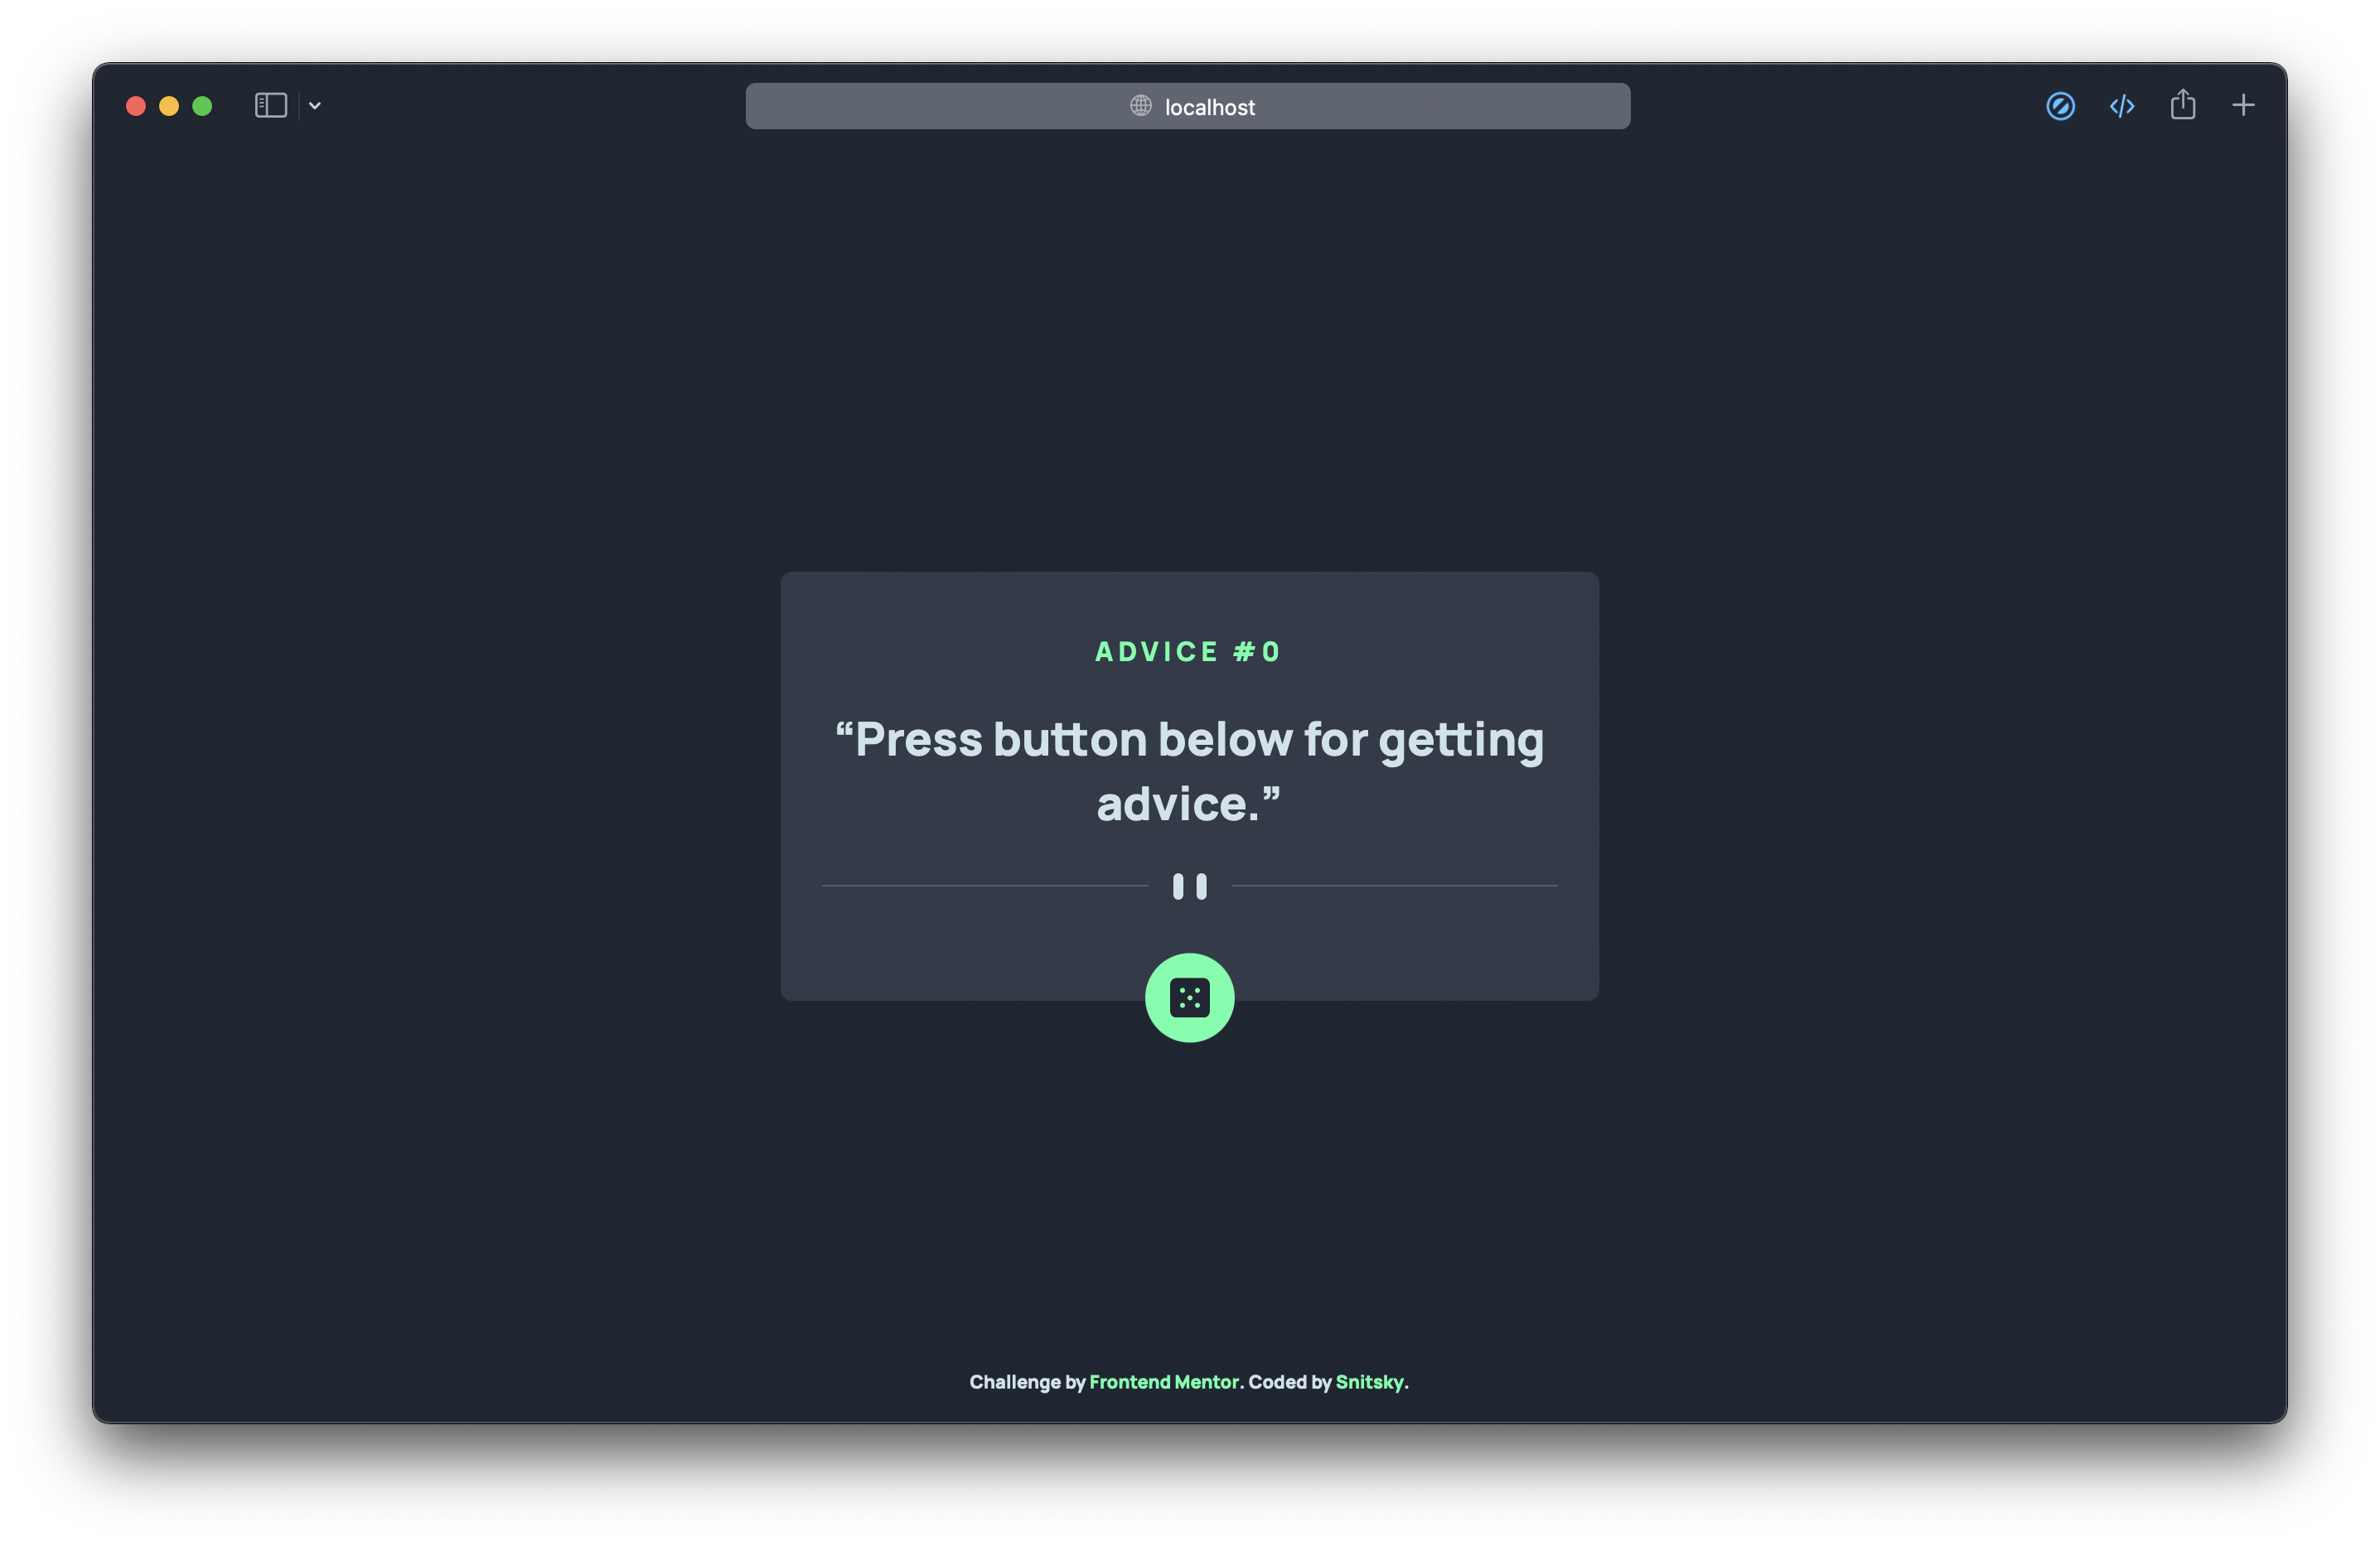 localhost
ADVICE #0
“Press button below for getting
advice.”
Challenge by Frontend Mentor. Coded by Snitsky.